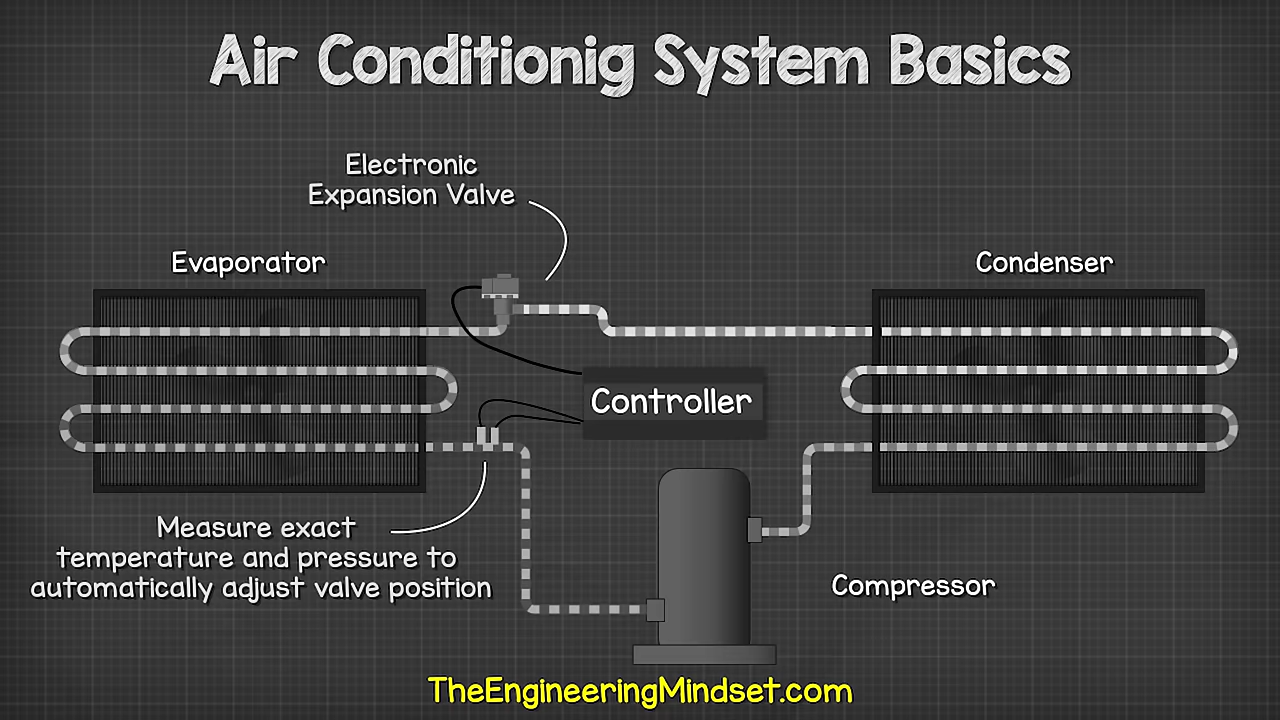 Air Conditionig System Basics
Electronic
Expansion Valve
Evaporator
Condenser
Controller
Measure exact
temperature and pressure to
automatically adjust valve position
Compressor
TheEngineeringMindset.com